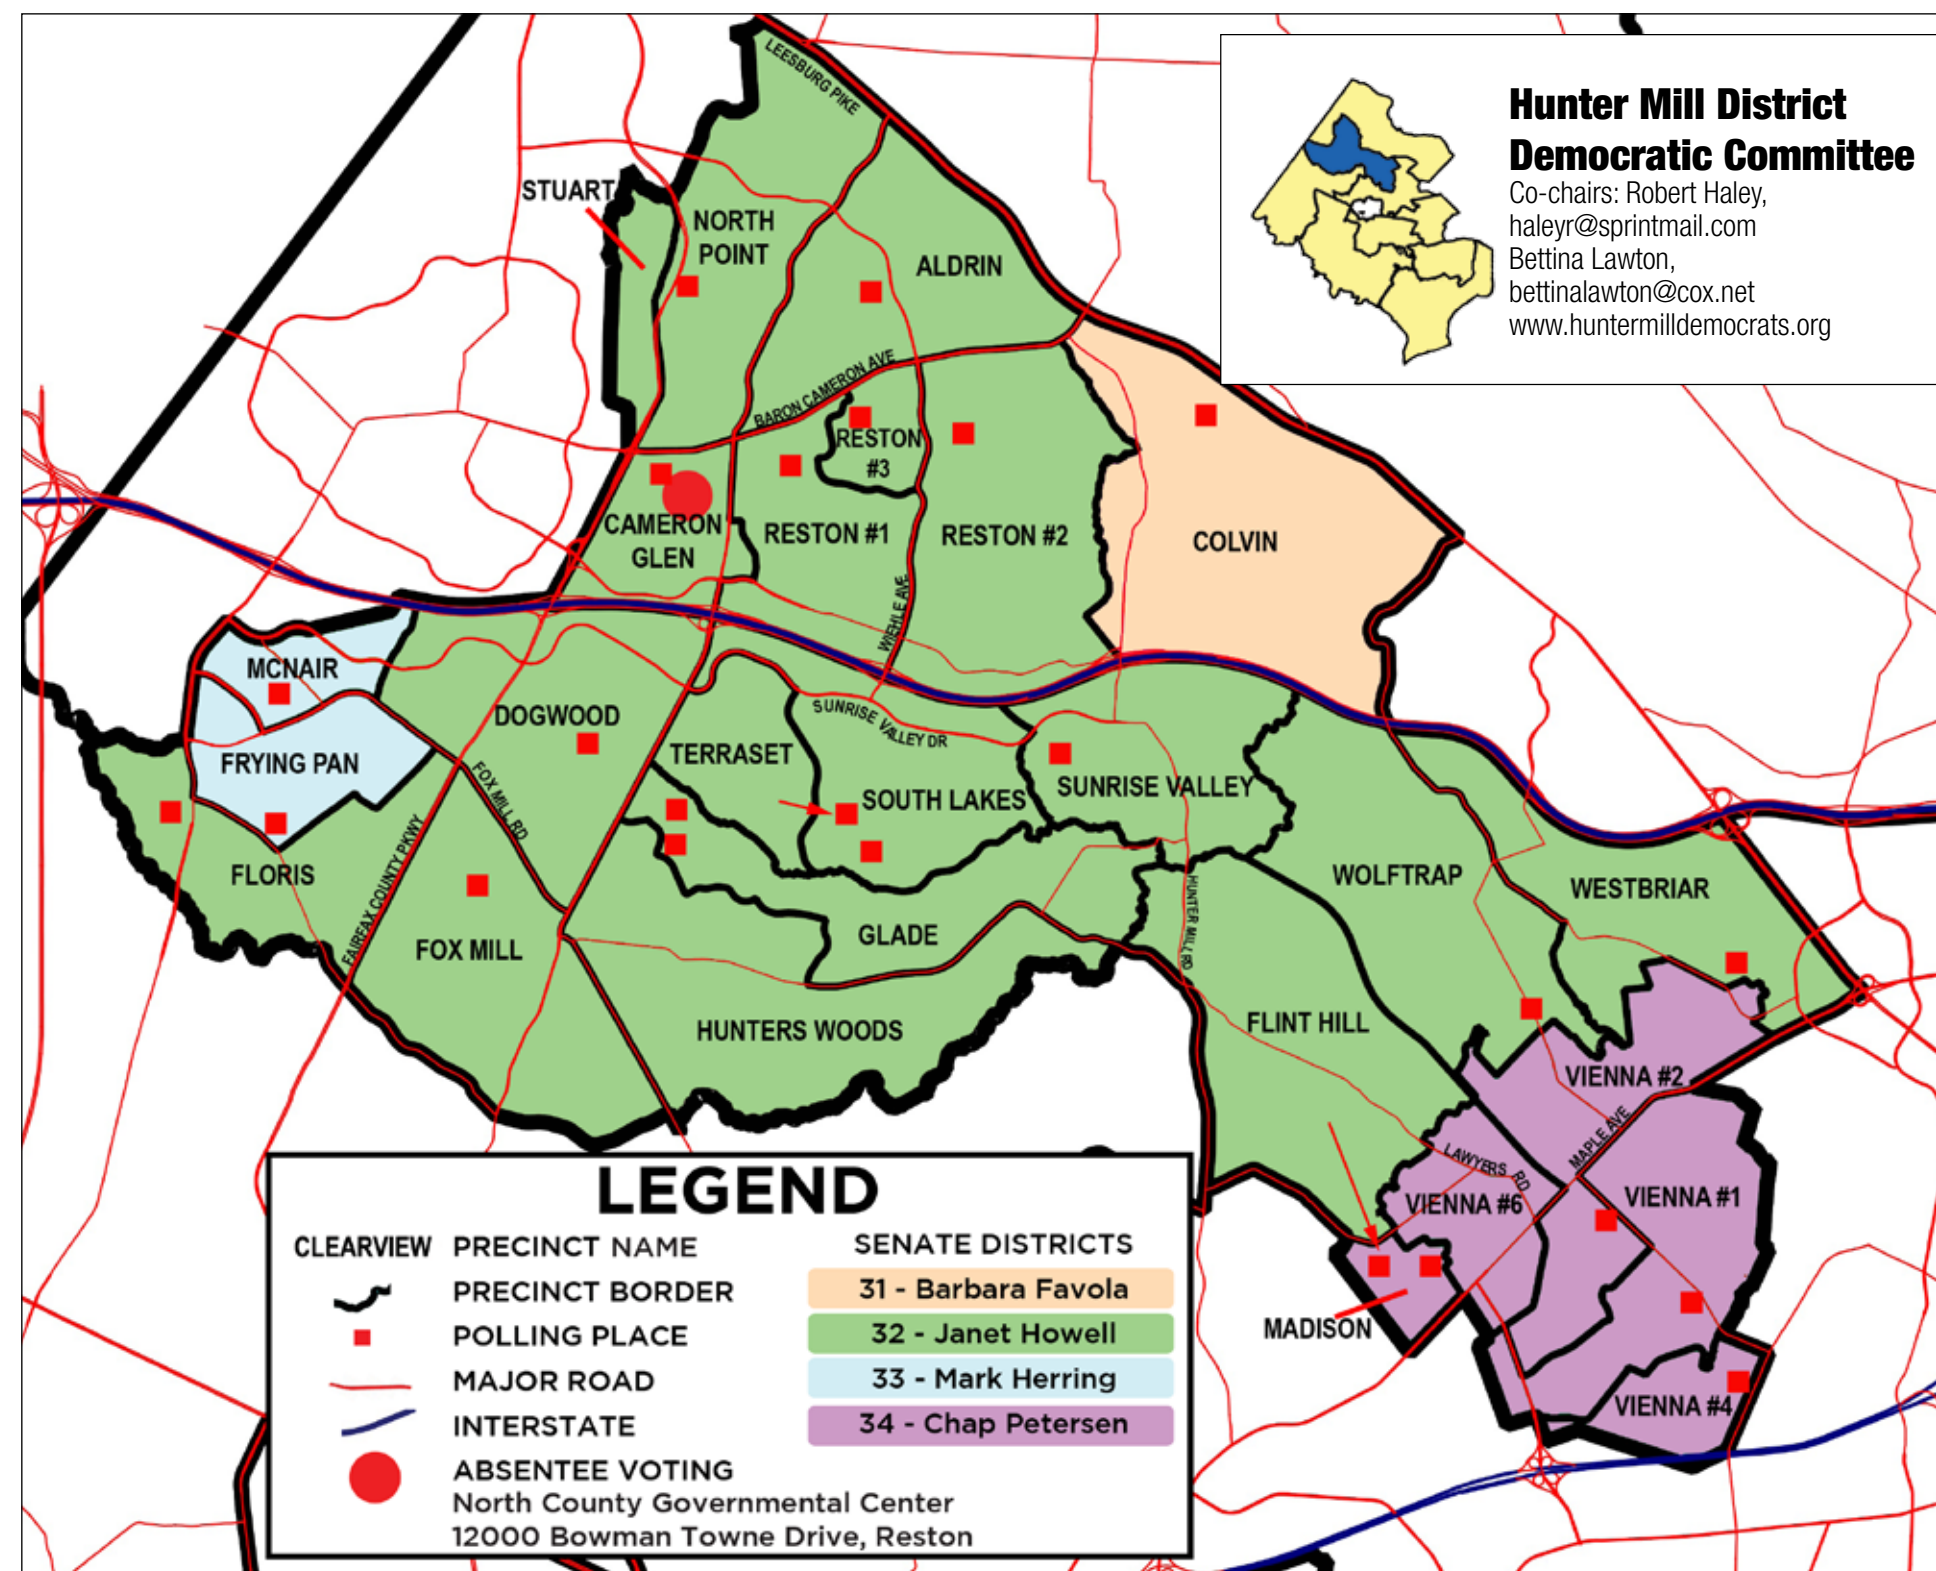 Hunter Mill District
Democratic Committee
Co-chairs: Robert Haley,
haleyr@sprintmail.com
Bettina Lawton,
bettinalawton@cox.net
www.huntermilldemocrats.org
LEESBURG PIKE
STUART
NORTH
POINT
ALDRIN
BARON CAMERON AVE
RESTON
#3
CAMERON
GLEN
RESTON #1
RESTON #2
COLVIN
WIEHLE AVE
MCNAIR
DOGWOOD
SUNRISE VALLEY DR
TERRASET
FRYING PAN
FOX MILL RD
SOUTH LAKES
SUNRISE VALLEY
FLORIS
FAIRFAX COUNTY PKWY
WOLFTRAP
WESTBRIAR
FOX MILL
GLADE
HUNTER MILL RD
HUNTERS WOODS
FLINT HILL
VIENNA #2
MAPLE AVE
LAWYERS RD
VIENNA #6
VIENNA #1
MADISON
VIENNA #4
LEGEND
CLEARVIEW PRECINCT NAME
PRECINCT BORDER
POLLING PLACE
MAJOR ROAD
INTERSTATE
ABSENTEE VOTING
North County Governmental Center
12000 Bowman Towne Drive, Reston
SENATE DISTRICTS
31 - Barbara Favola
32 - Janet Howell
33 - Mark Herring
34 - Chap Petersen